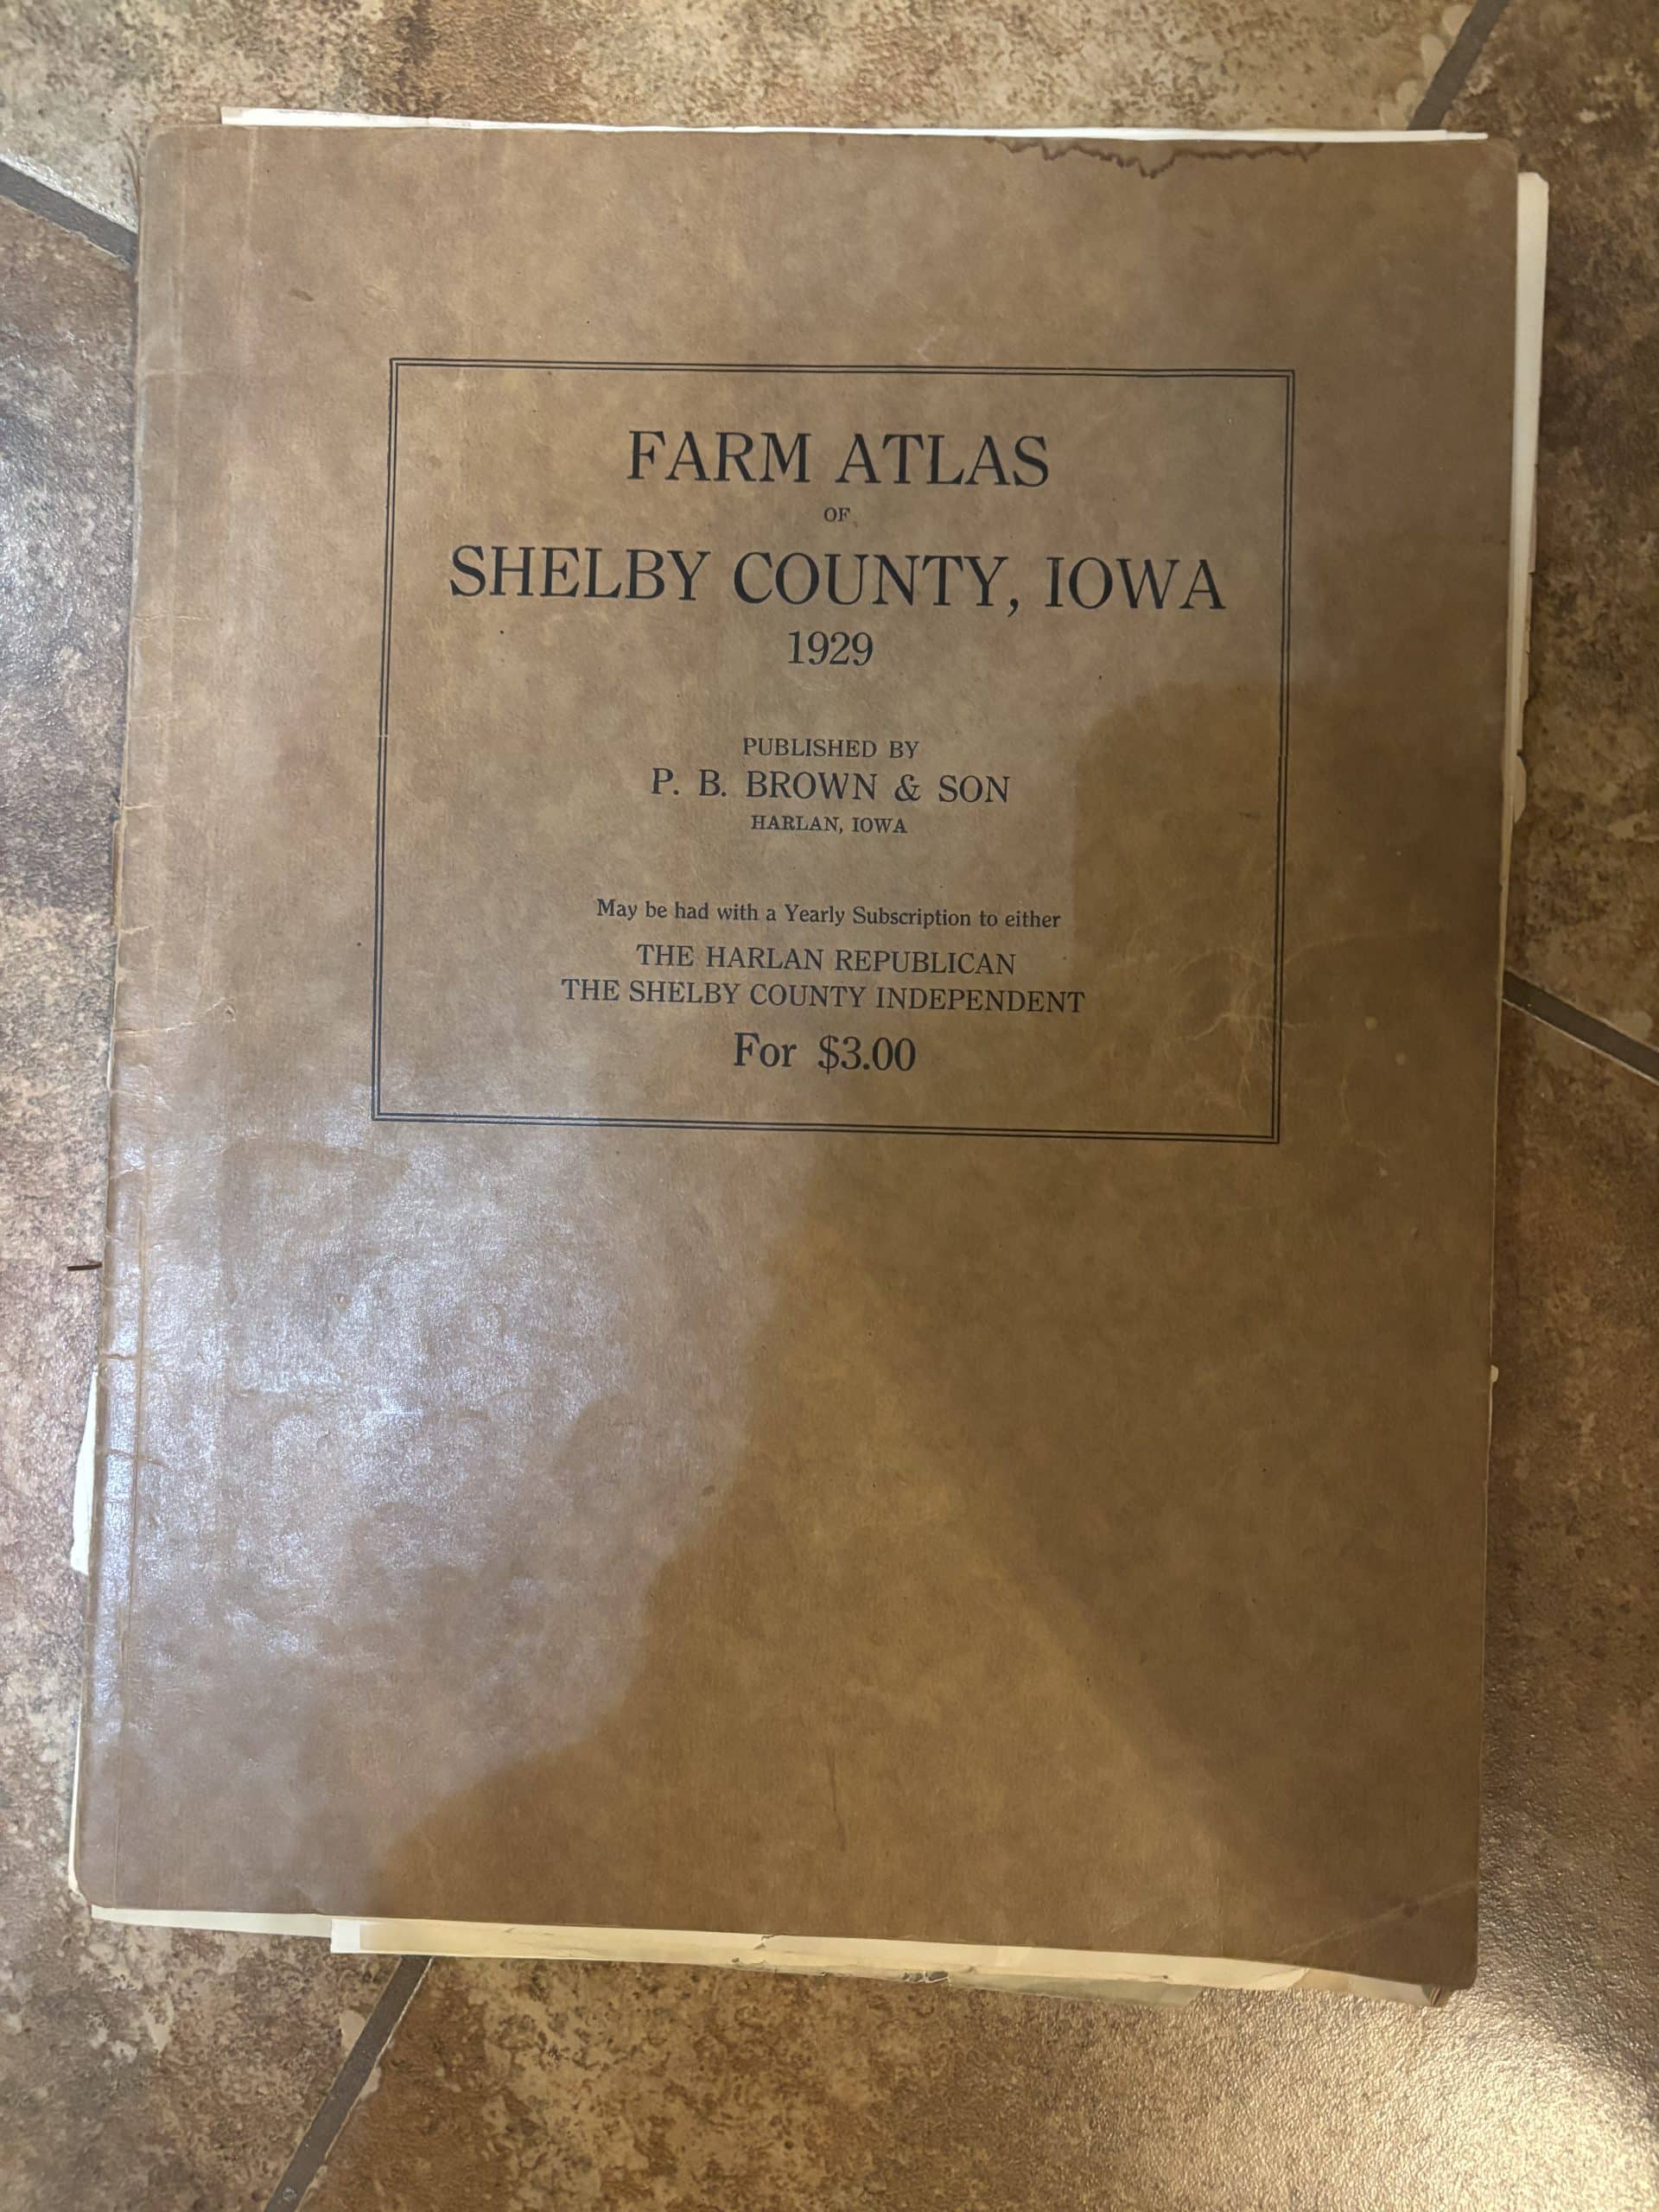 FARM ATLAS
OF
SHELBY COUNTY, IOWA
1929
PUBLISHED BY
P. B. BROWN & SON
HARLAN, IOWA
May be had with a Yearly Subscription to either
THE HARLAN REPUBLICAN
THE SHELBY COUNTY INDEPENDENT
For $3.00